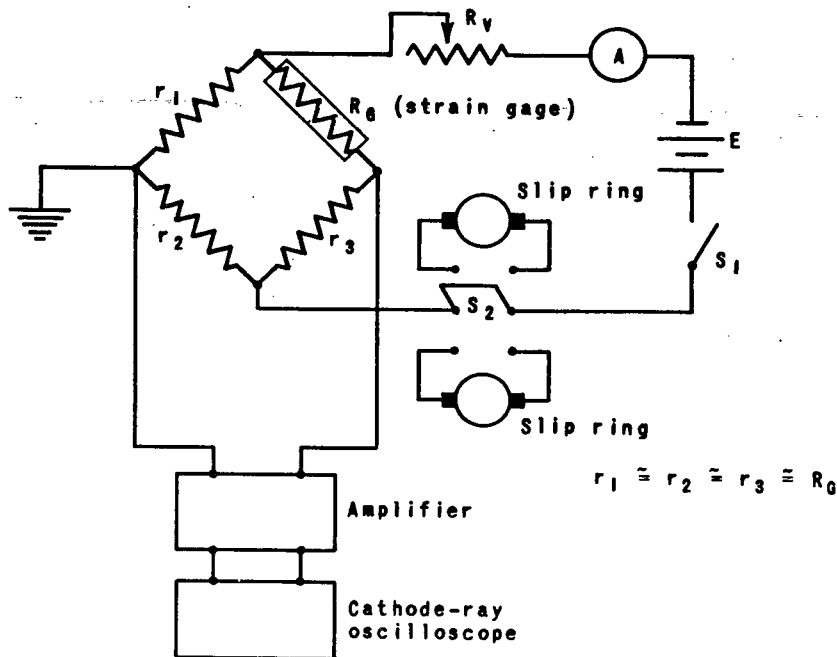 R_V
A
r_1
R_G (strain gage)
E
Slip ring
r_2
r_3
S_1
S_2
Slip ring
r_1 ≅ r_2 ≅ r_3 ≅ R_G
Amplifier
Cathode-ray
oscilloscope